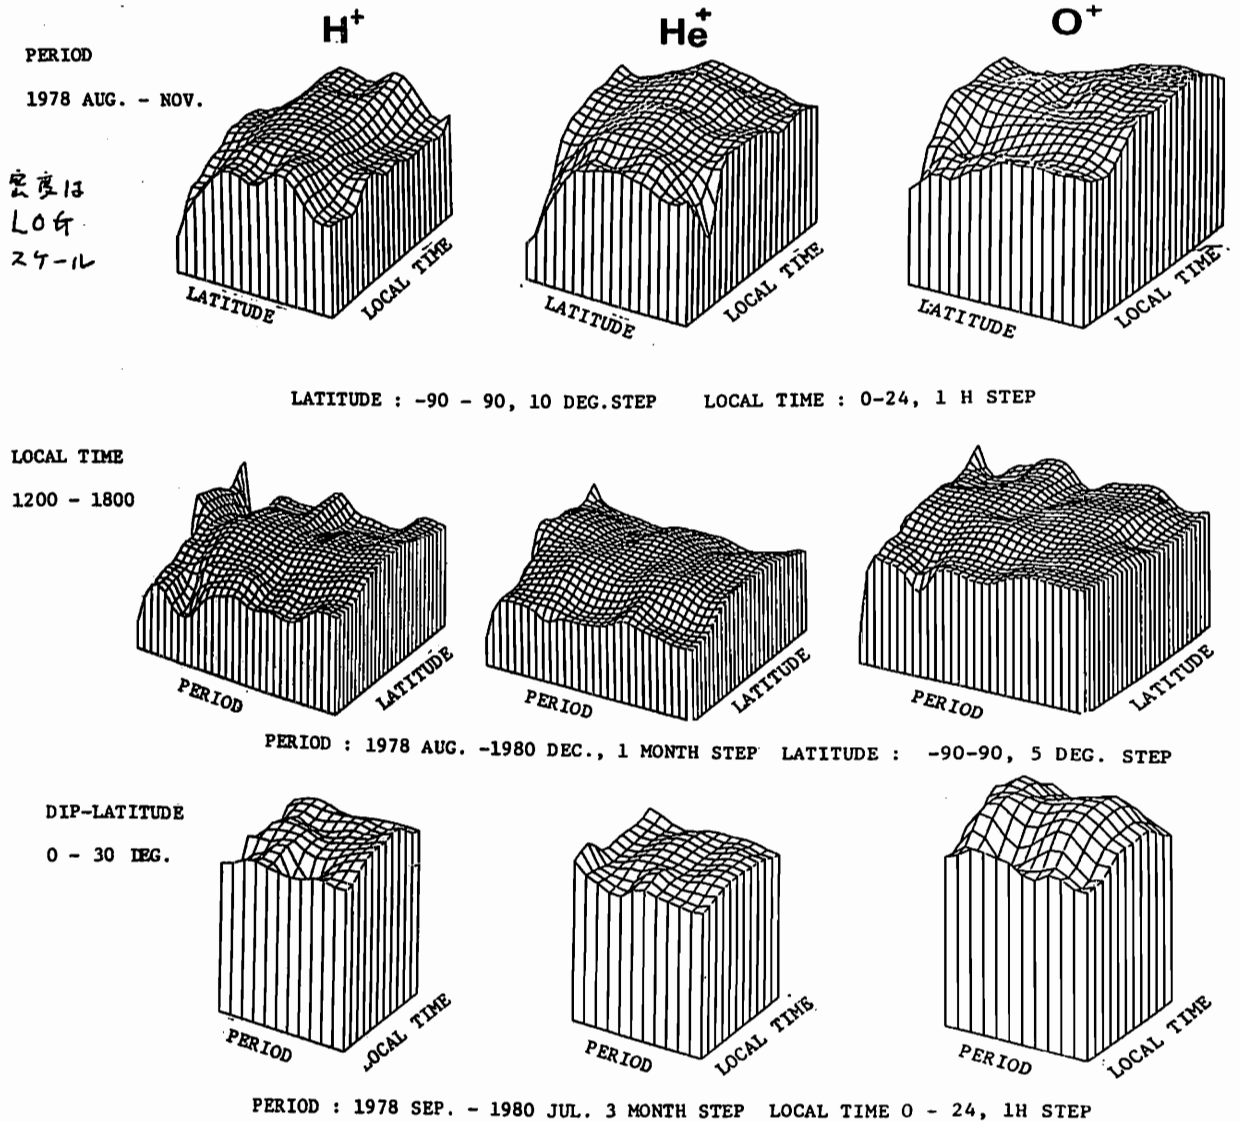 H⁺
He⁺
O⁺
PERIOD
1978 AUG. - NOV.
密度は
LOG
スケール
LATITUDE
LOCAL TIME
LATITUDE
LOCAL TIME
LATITUDE
LOCAL TIME
LATITUDE : -90 - 90, 10 DEG.STEP LOCAL TIME : 0-24, 1 H STEP
LOCAL TIME
1200 - 1800
PERIOD
LATITUDE
PERIOD
LATITUDE
PERIOD
LATITUDE
PERIOD : 1978 AUG. -1980 DEC., 1 MONTH STEP LATITUDE : -90-90, 5 DEG. STEP
DIP-LATITUDE
0 - 30 DEG.
PERIOD
LOCAL TIME
PERIOD
LOCAL TIME
PERIOD
LOCAL TIME
PERIOD : 1978 SEP. - 1980 JUL. 3 MONTH STEP LOCAL TIME 0 - 24, 1H STEP